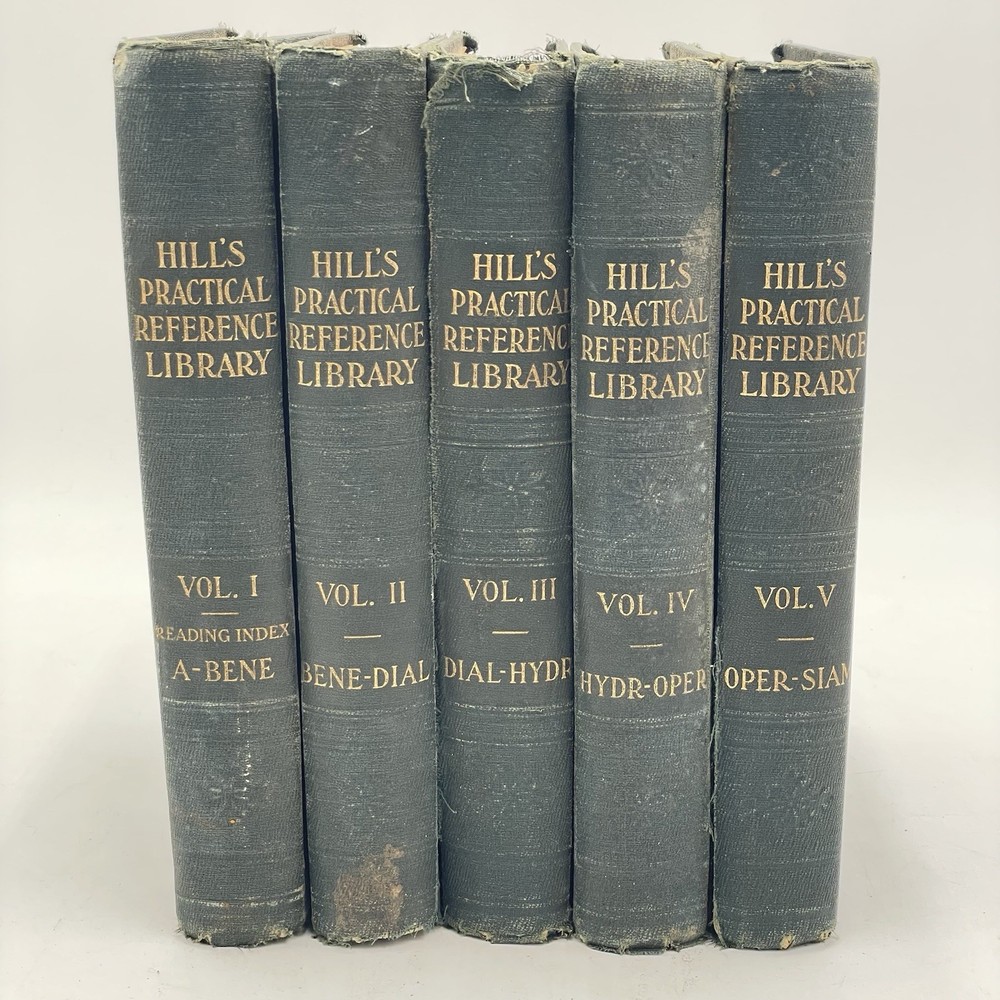 HILL'S
PRACTICAL
REFERENCE
LIBRARY
VOL. I
READING INDEX
A-BENE
HILL'S
PRACTICAL
REFERENCE
LIBRARY
VOL. II
BENE-DIAL
HILL'S
PRACTICAL
REFERENCE
LIBRARY
VOL. III
DIAL-HYDR
HILL'S
PRACTICAL
REFERENCE
LIBRARY
VOL. IV
HYDR-OPER
HILL'S
PRACTICAL
REFERENCE
LIBRARY
VOL. V
OPER-SIAM